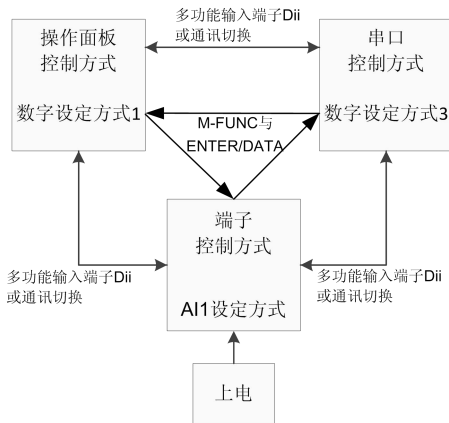 多功能输入端子Dii
或通讯切换
操作面板
控制方式
数字设定方式1
串口
控制方式
数字设定方式3
M-FUNC与
ENTER/DATA
端子
控制方式
AI1设定方式
多功能输入端子Dii
或通讯切换
多功能输入端子Dii
或通讯切换
上电